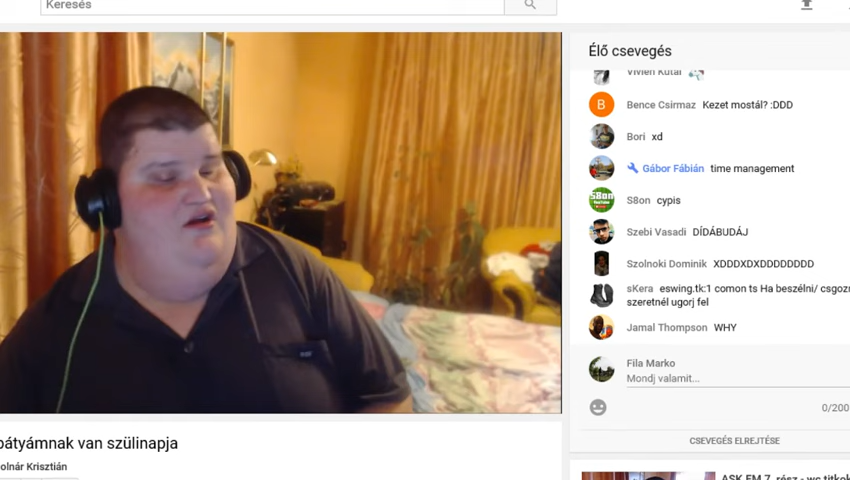 Keresés
Élő csevegés
Vivien Kutai
B
Bence Csirmaz Kezet mostál? :DDD
Bori xd
Gábor Fábián time management
S8on cypis
Szebi Vasadi DÍDÁBUDÁJ
Szolnoki Dominik XDDDXDXDDDDDDDD
sKera eswing.tk:1 comon ts Ha beszélni/ csgozn
szeretnél ugorj fel
Jamal Thompson WHY
Fila Marko
Mondj valamit...
0/200
CSEVEGÉS ELREJTÉSE
pátyámnak van szülinapja
olnár Krisztián
ASK.FM 7. rész - wc titkok